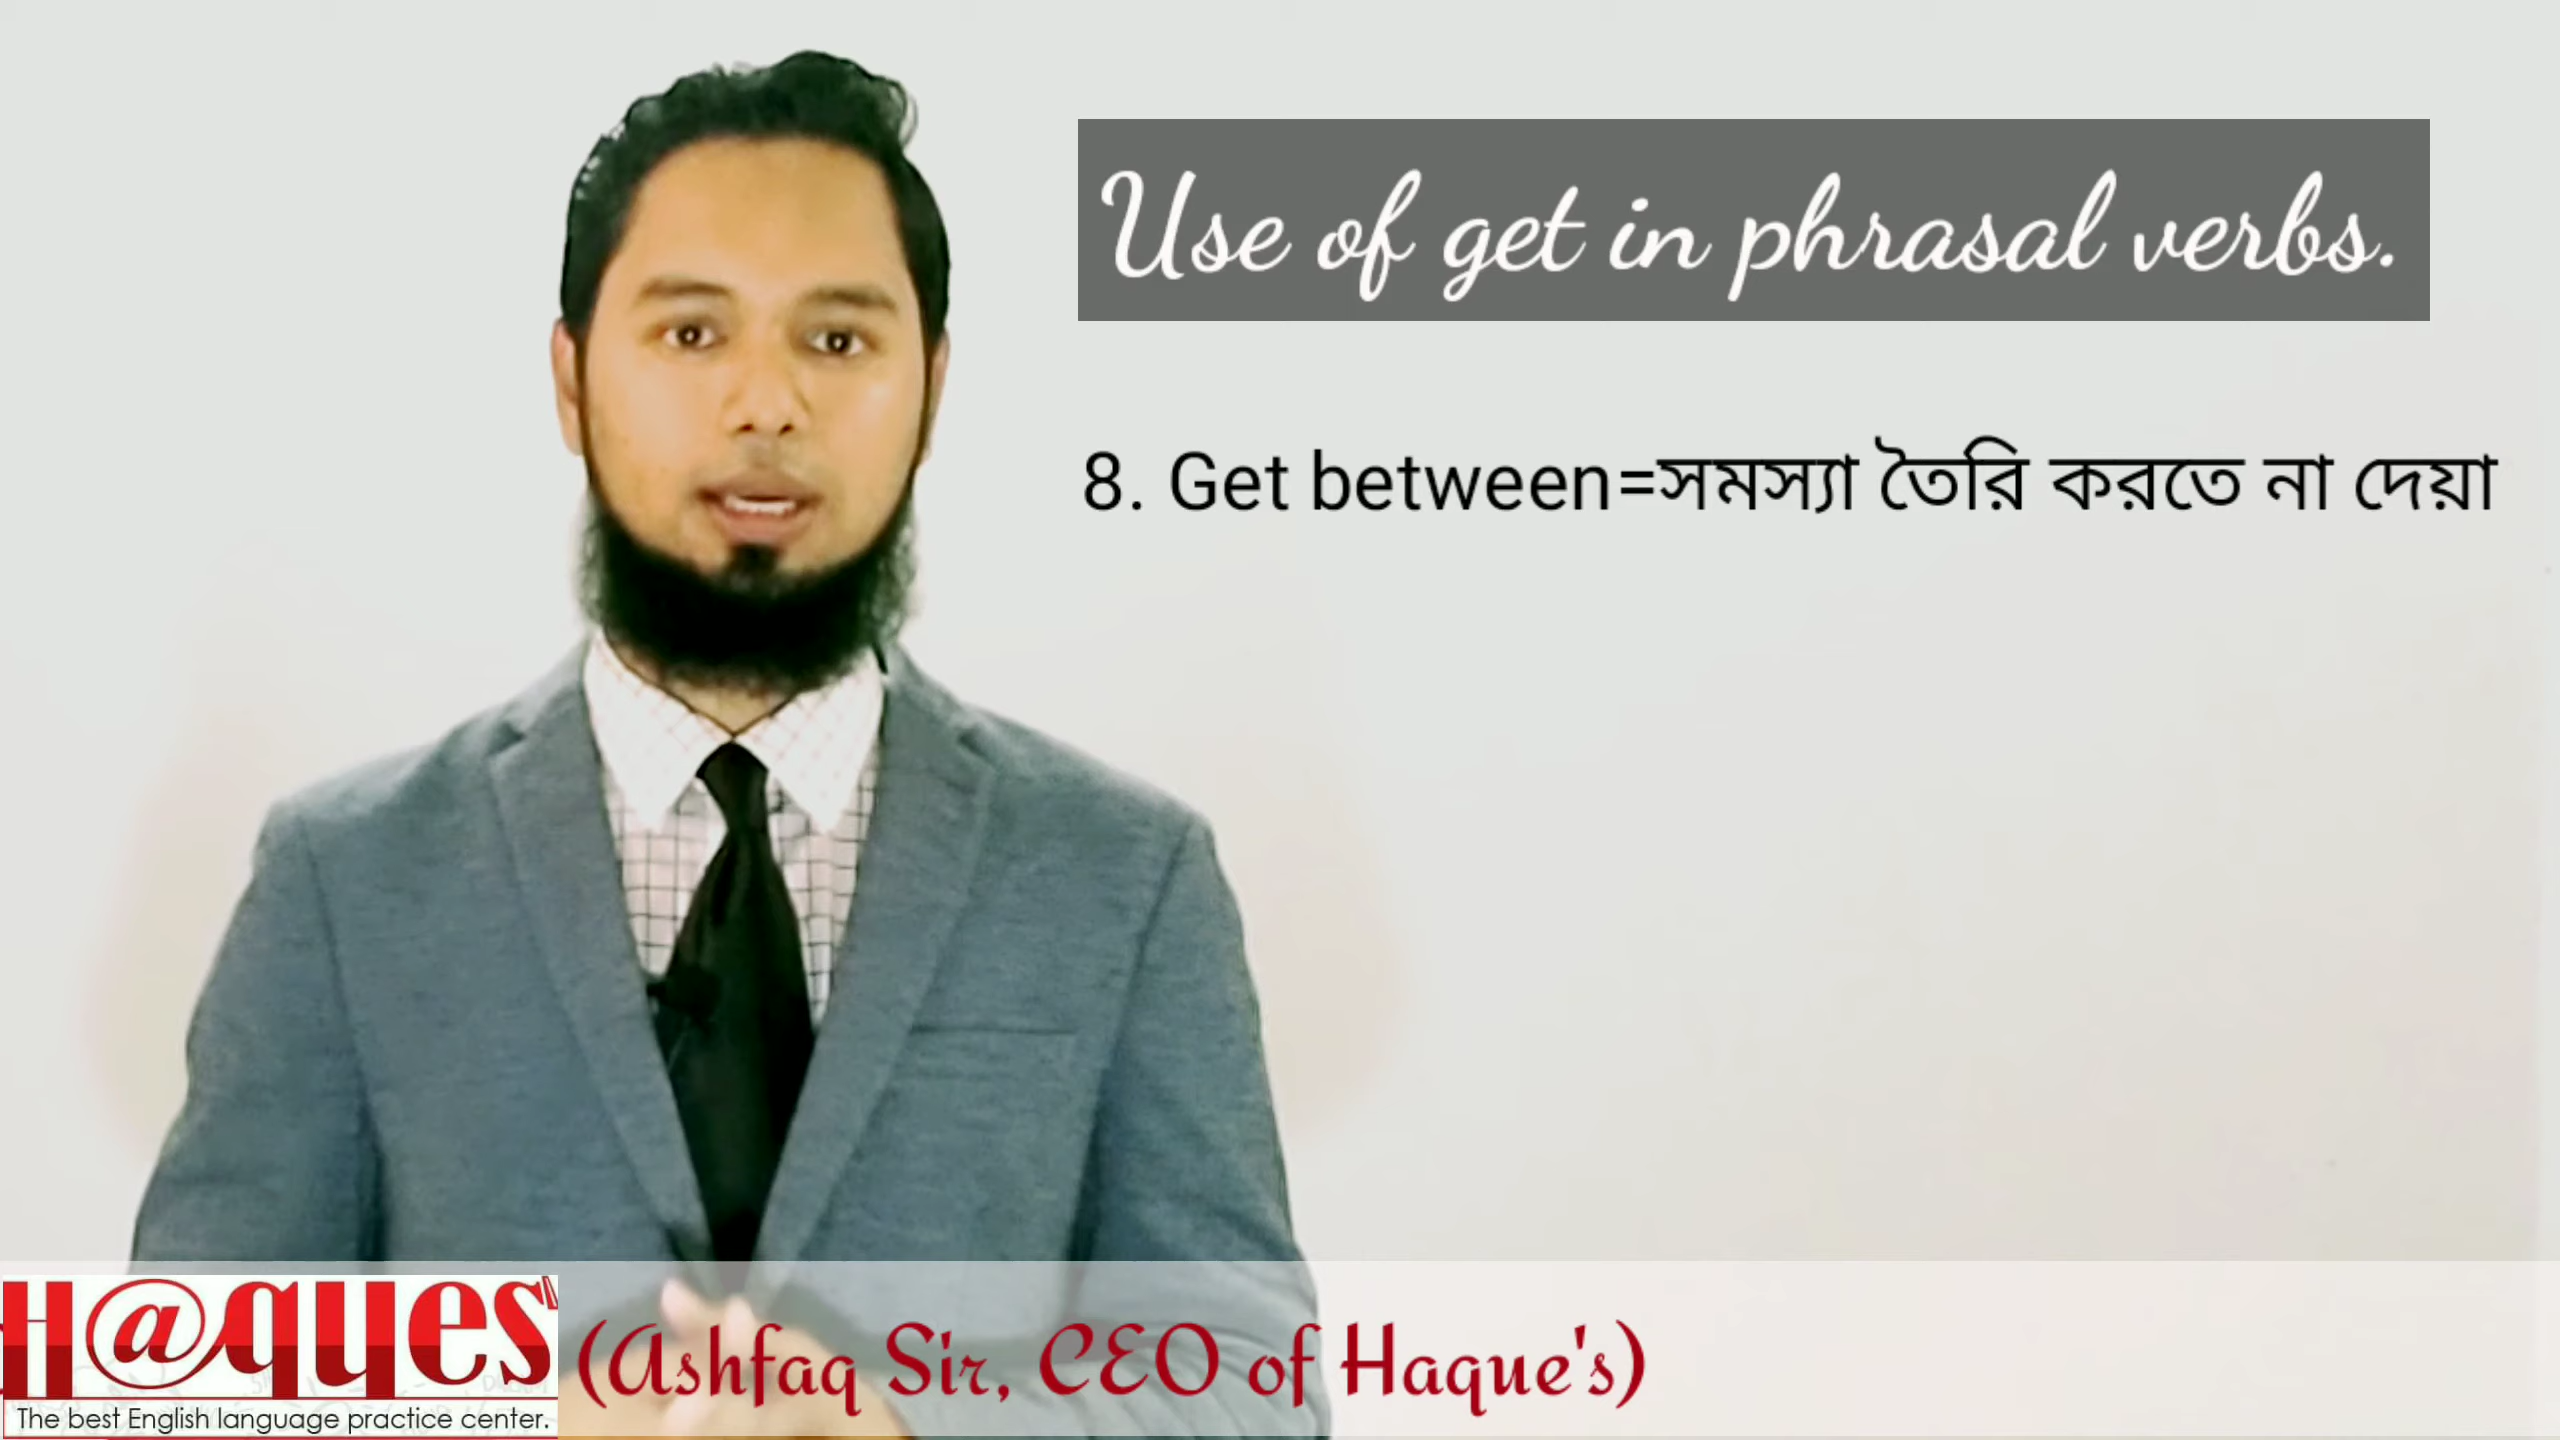 Use of get in phrasal verbs.
8. Get between=সমস্যা তৈরি করতে না দেয়া
H@ques'
The best English language practice center.
(Ashfaq Sir, CEO of Haque's)